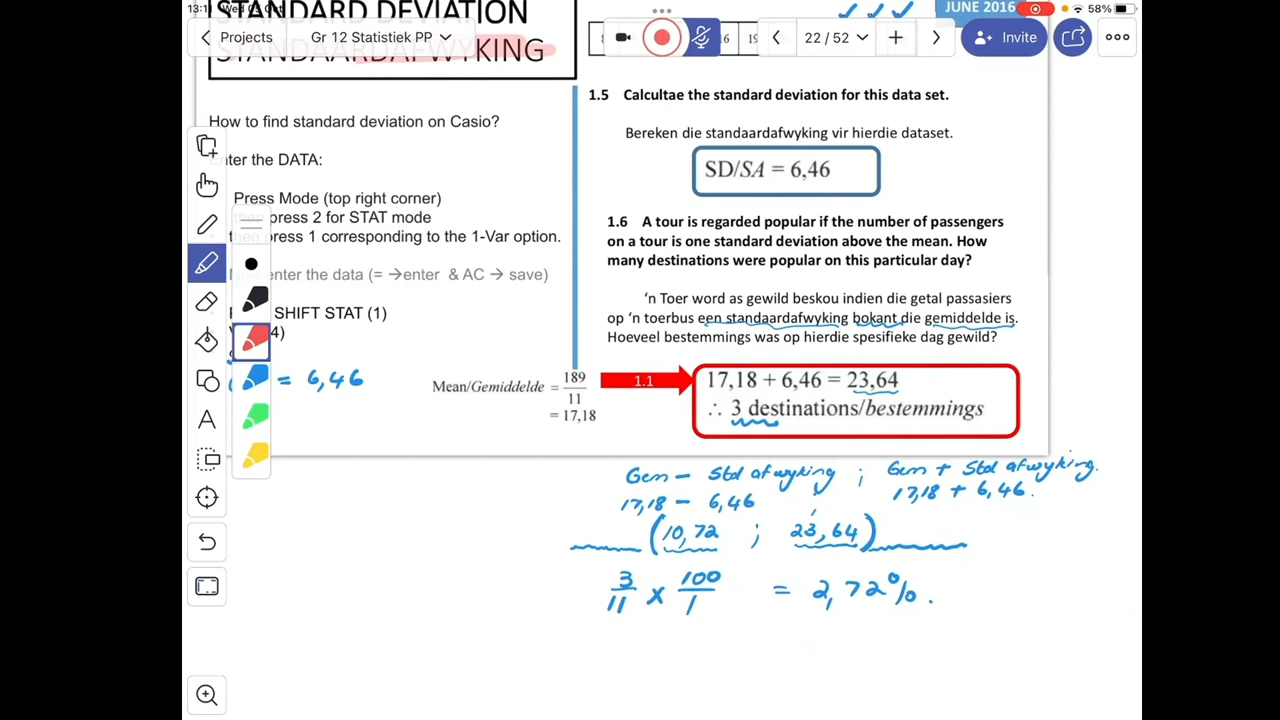 13:11 Wed 05 Oct
58%
STANDARD DEVIATION
JUNE 2016
Projects
Gr 12 Statistiek PP
22 / 52
Invite
STANDAARDAFWYKING
How to find standard deviation on Casio?
Enter the DATA:
Press Mode (top right corner)
press 2 for STAT mode
then press 1 corresponding to the 1-Var option.
enter the data (= →enter & AC → save)
SHIFT STAT (1)
4)
= 6,46
Mean/Gemiddelde = 189/11
= 17,18
1.5 Calcultae the standard deviation for this data set.
Bereken die standaardafwyking vir hierdie dataset.
SD/SA = 6,46
1.6 A tour is regarded popular if the number of passengers
on a tour is one standard deviation above the mean. How
many destinations were popular on this particular day?
‘n Toer word as gewild beskou indien die getal passasiers
op ‘n toerbus een standaardafwyking bokant die gemiddelde is.
Hoeveel bestemmings was op hierdie spesifieke dag gewild?
1.1
17,18 + 6,46 = 23,64
∴ 3 destinations/bestemmings
Gem - Std afwyking ; Gem + Std afwyking.
17,18 - 6,46 17,18 + 6,46.
(10,72 ; 23,64)
3/11 x 100/1 = 2,72%.
A